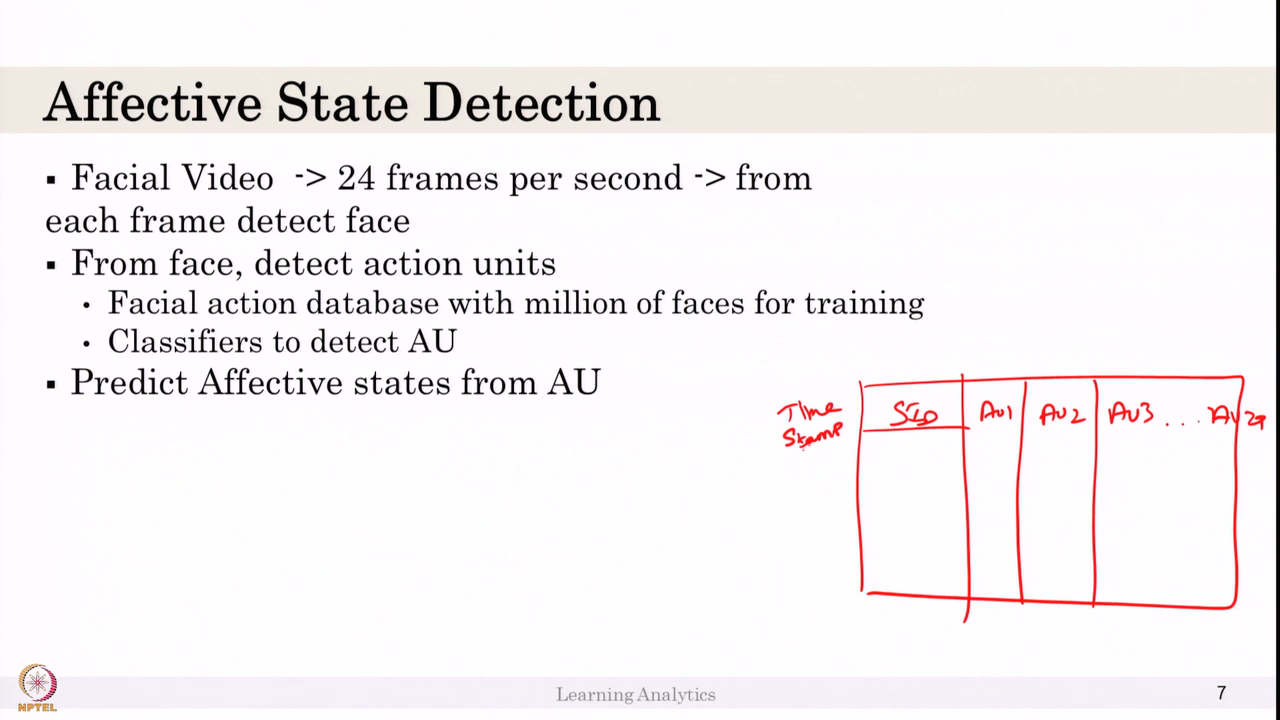 Affective State Detection
▪ Facial Video -> 24 frames per second -> from
each frame detect face
▪ From face, detect action units
• Facial action database with million of faces for training
• Classifiers to detect AU
▪ Predict Affective states from AU
Time SID AU1 AU2 AU3 ... AU29
Stamp
NPTEL
Learning Analytics
7